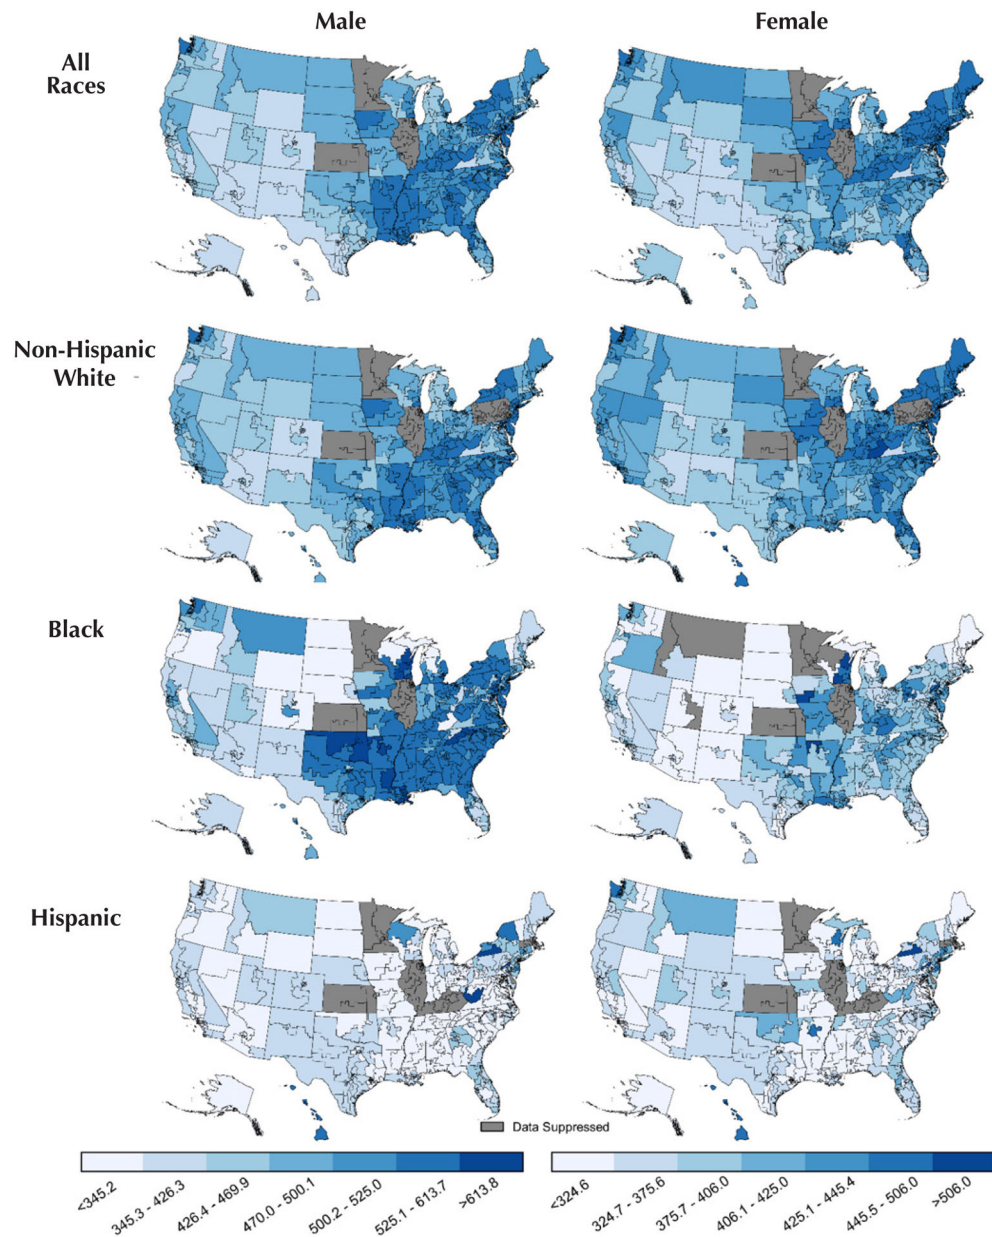 Male
Female
All
Races
Non-Hispanic
White
Black
Hispanic
Data Suppressed
<345.2
345.3 - 426.3
426.4 - 469.9
470.0 - 500.1
500.2 - 525.0
525.1 - 613.7
>613.8
<324.6
324.7 - 375.6
375.7 - 406.0
406.1 - 425.0
425.1 - 445.4
445.5 - 506.0
>506.0